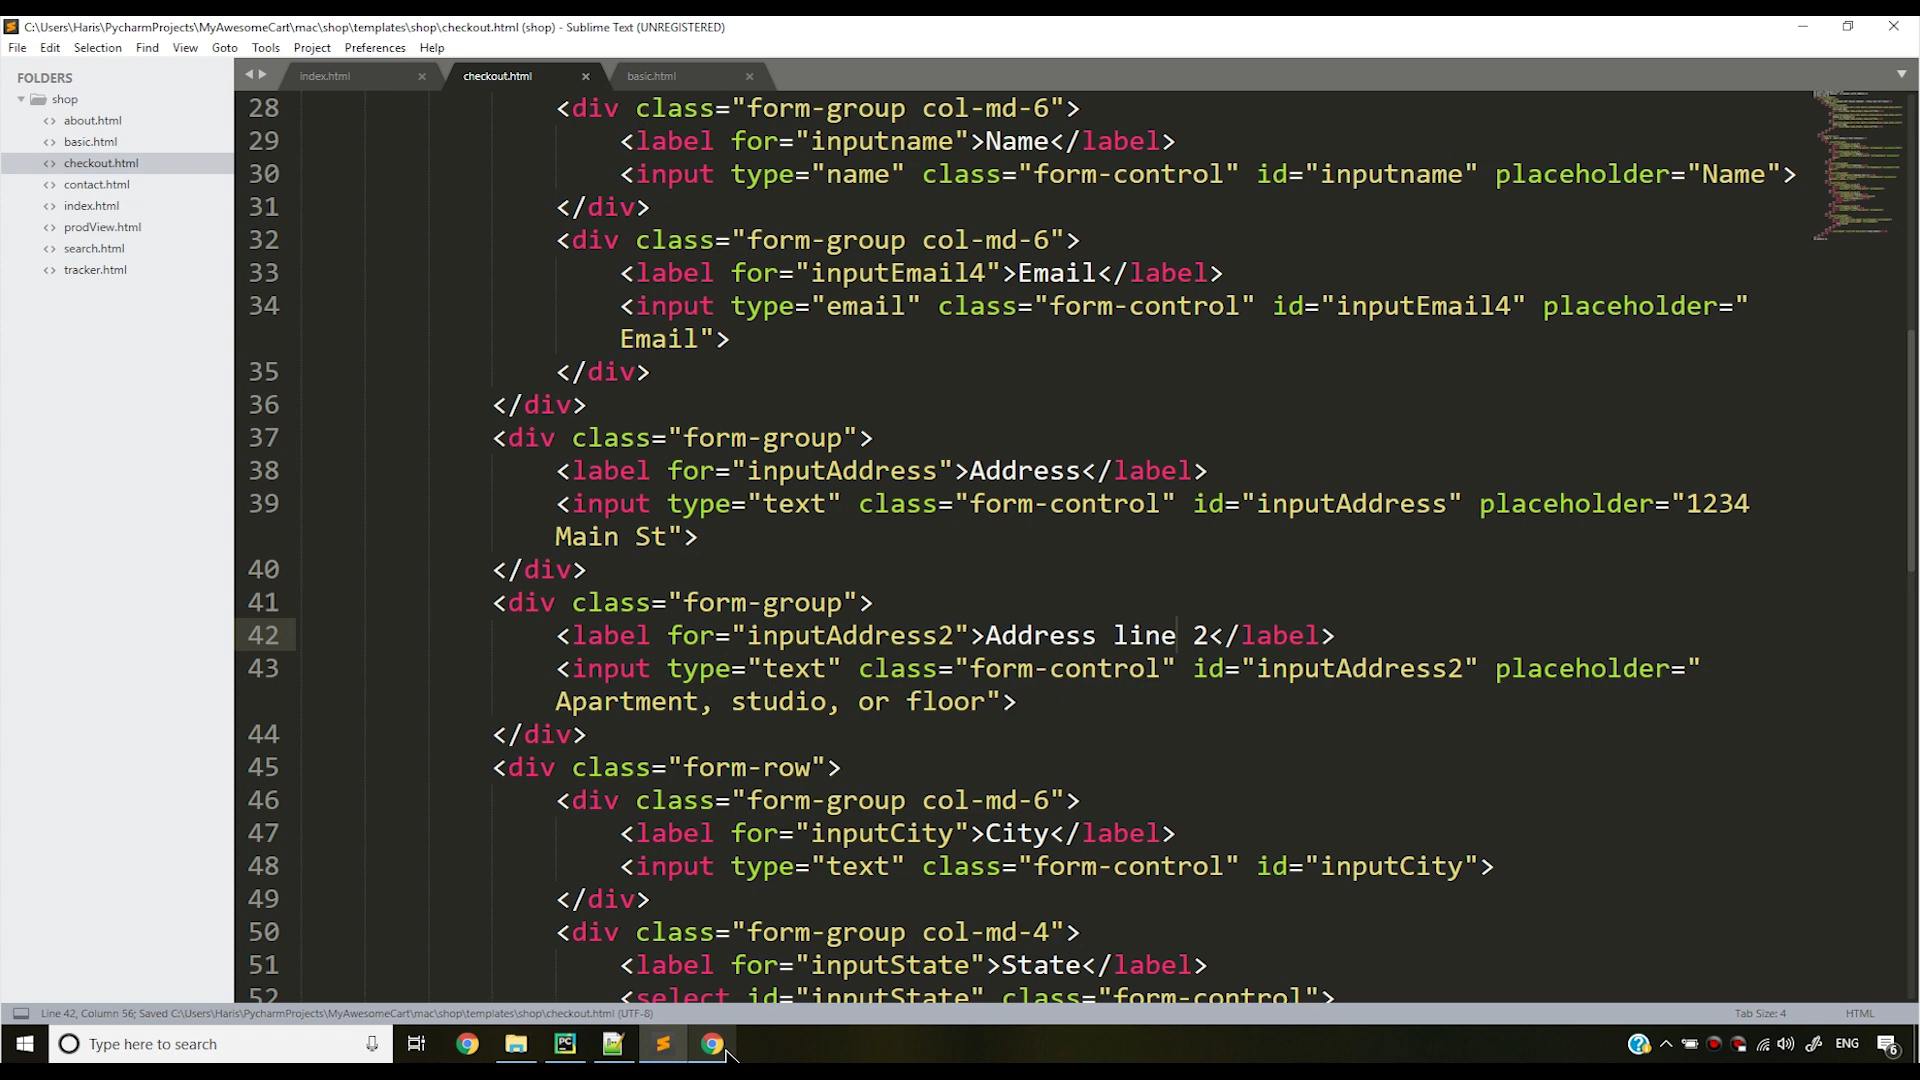 C:\Users\Haris\PycharmProjects\MyAwesomeCart\mac\shop\templates\shop\checkout.html (shop) - Sublime Text (UNREGISTERED)
File Edit Selection Find View Goto Tools Project Preferences Help
FOLDERS
shop
about.html
basic.html
checkout.html
contact.html
index.html
prodView.html
search.html
tracker.html
index.html checkout.html basic.html
28 <div class="form-group col-md-6">
29 <label for="inputname">Name</label>
30 <input type="name" class="form-control" id="inputname" placeholder="Name">
31 </div>
32 <div class="form-group col-md-6">
33 <label for="inputEmail4">Email</label>
34 <input type="email" class="form-control" id="inputEmail4" placeholder="
Email">
35 </div>
36 </div>
37 <div class="form-group">
38 <label for="inputAddress">Address</label>
39 <input type="text" class="form-control" id="inputAddress" placeholder="1234
Main St">
40 </div>
41 <div class="form-group">
42 <label for="inputAddress2">Address line 2</label>
43 <input type="text" class="form-control" id="inputAddress2" placeholder="
Apartment, studio, or floor">
44 </div>
45 <div class="form-row">
46 <div class="form-group col-md-6">
47 <label for="inputCity">City</label>
48 <input type="text" class="form-control" id="inputCity">
49 </div>
50 <div class="form-group col-md-4">
51 <label for="inputState">State</label>
52 <select id="inputState" class="form-control">
Line 42, Column 56; Saved C:\Users\Haris\PycharmProjects\MyAwesomeCart\mac\shop\templates\shop\checkout.html (UTF-8) Tab Size: 4 HTML
Type here to search ENG 6